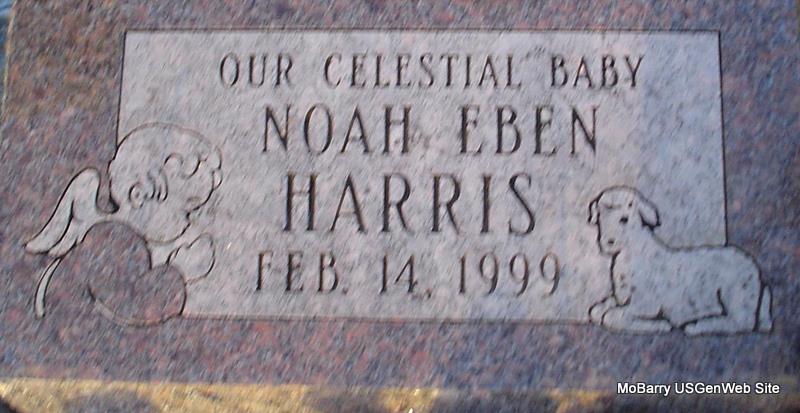 OUR CELESTIAL BABY
NOAH EBEN
HARRIS
FEB. 14, 1999
MoBarry USGenWeb Site